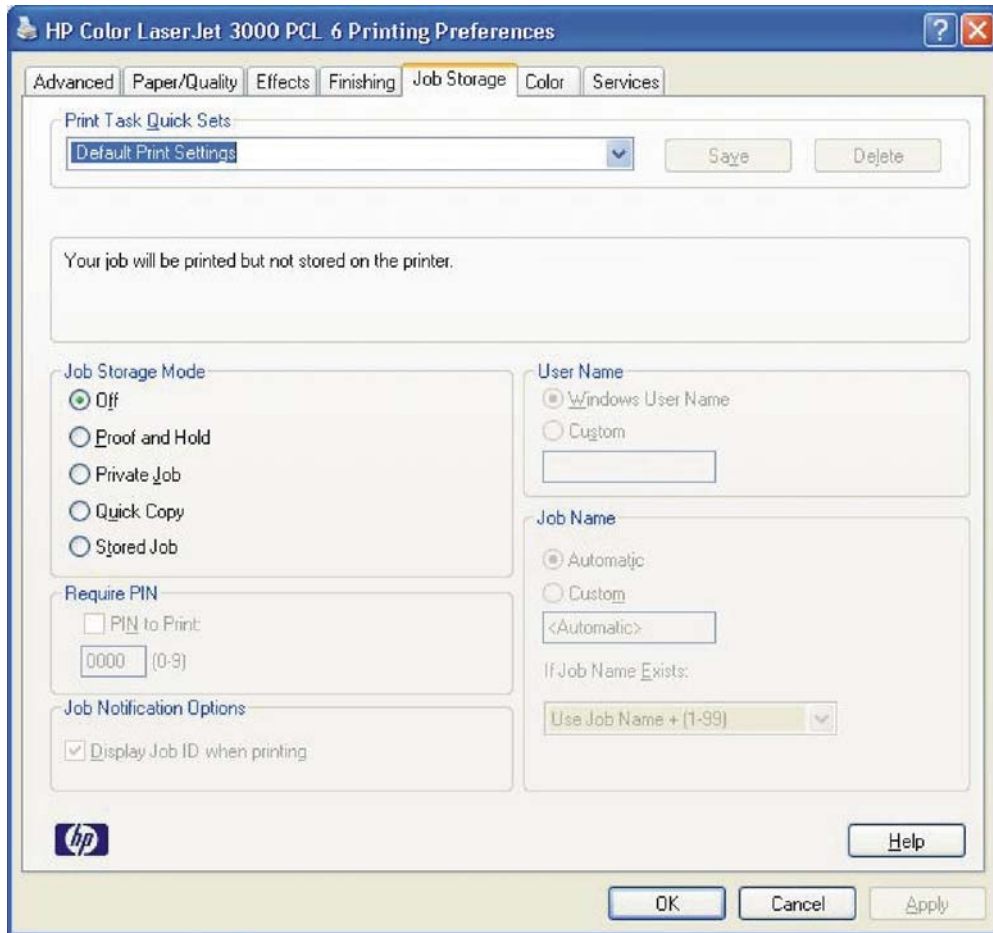 HP Color LaserJet 3000 PCL 6 Printing Preferences
Advanced Paper/Quality Effects Finishing Job Storage Color Services
Print Task Quick Sets
Default Print Settings
Save
Delete
Your job will be printed but not stored on the printer.
Job Storage Mode
Off
Proof and Hold
Private Job
Quick Copy
Stored Job
Require PIN
PIN to Print:
0000 (0-9)
Job Notification Options
Display Job ID when printing
User Name
Windows User Name
Custom
Job Name
Automatic
Custom
<Automatic>
If Job Name Exists:
Use Job Name + (1-99)
hp
Help
OK
Cancel
Apply